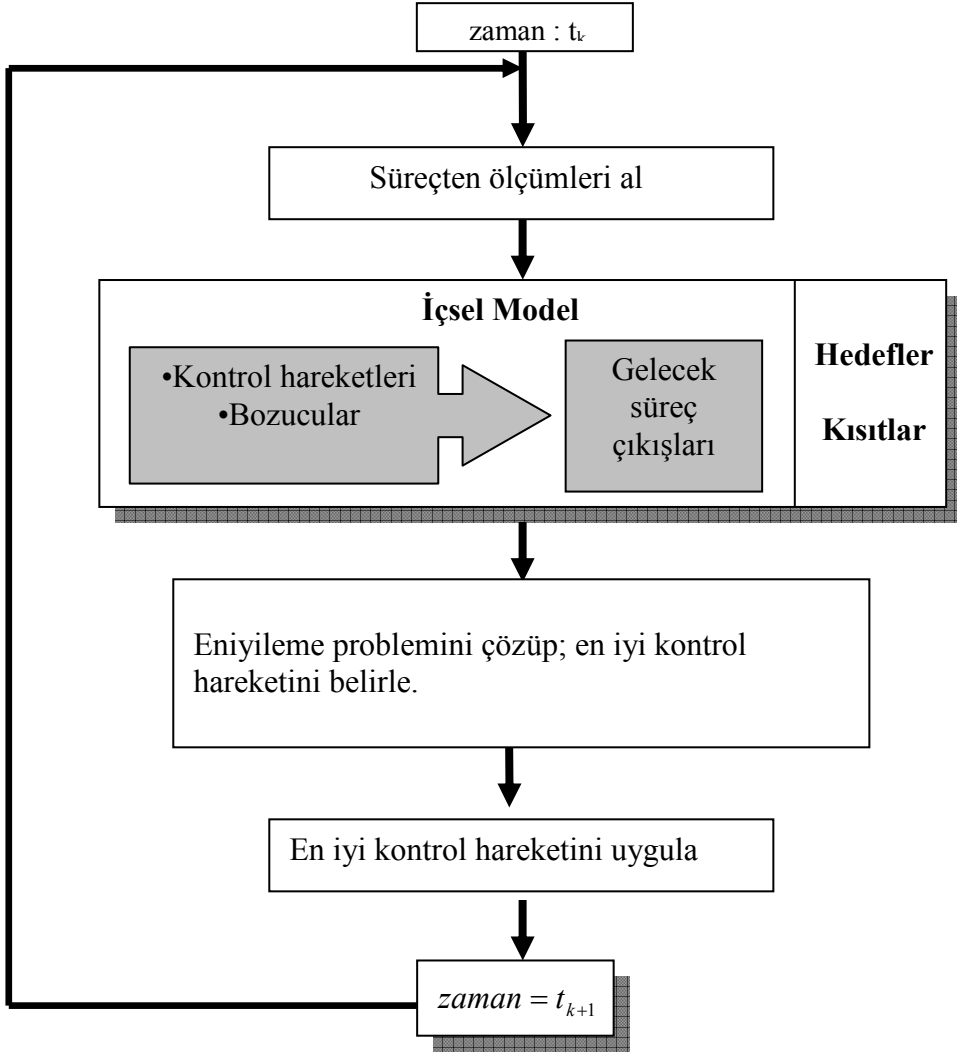 zaman : tk
Süreçten ölçümleri al
İçsel Model
•Kontrol hareketleri
•Bozucular
Gelecek
süreç
çıkışları
Hedefler
Kısıtlar
Eniyileme problemini çözüp; en iyi kontrol
hareketini belirle.
En iyi kontrol hareketini uygula
zaman = tk+1